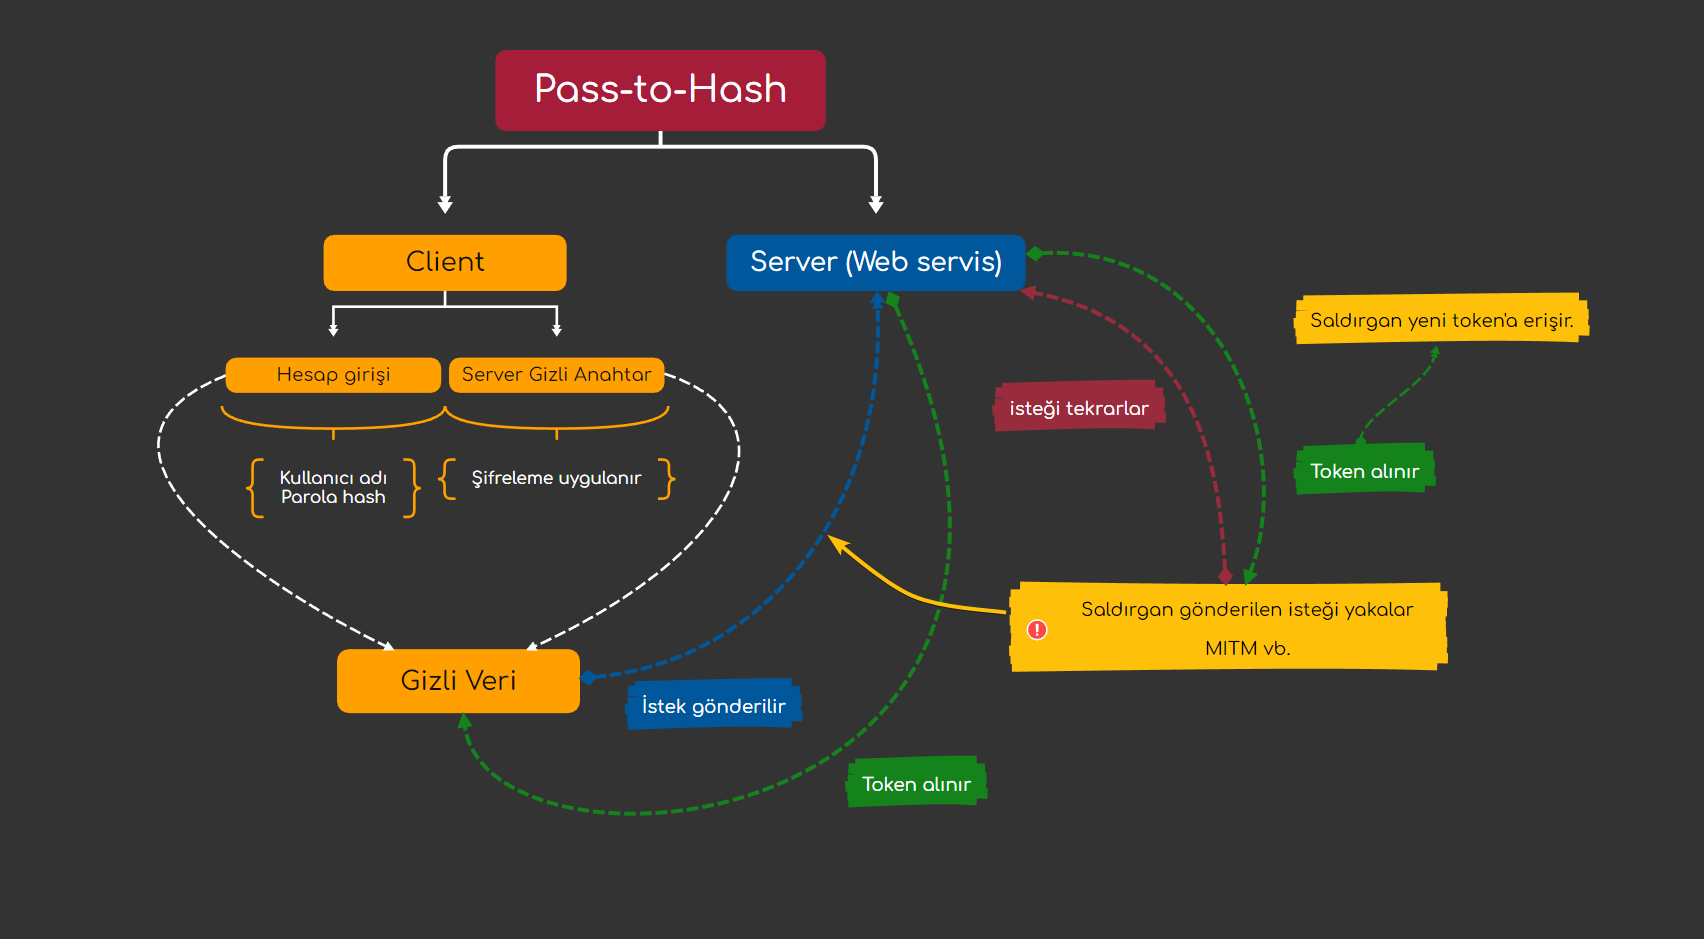 Pass-to-Hash
Client
Server (Web servis)
Hesap girişi
Server Gizli Anahtar
Kullanıcı adı
Parola hash
Şifreleme uygulanır
Gizli Veri
İstek gönderilir
Token alınır
isteği tekrarlar
Saldırgan gönderilen isteği yakalar
MITM vb.
Token alınır
Saldırgan yeni token'a erişir.